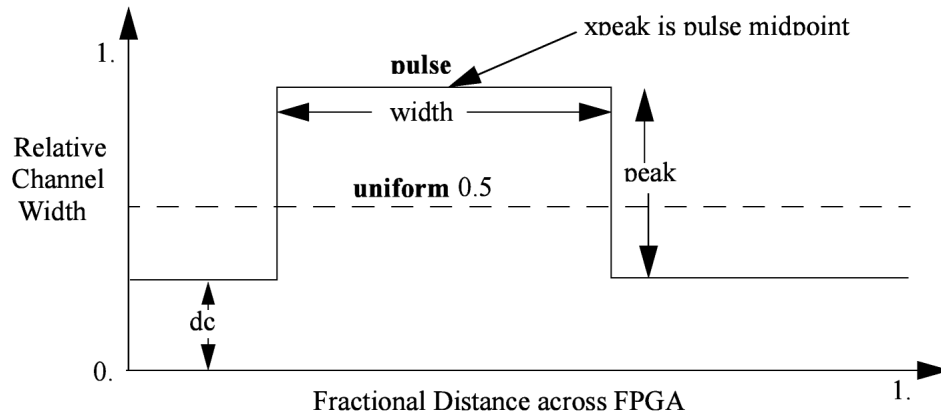 xpeak is pulse midpoint
1.
pulse
width
Relative
Channel
Width
peak
uniform 0.5
dc
0.
1.
Fractional Distance across FPGA